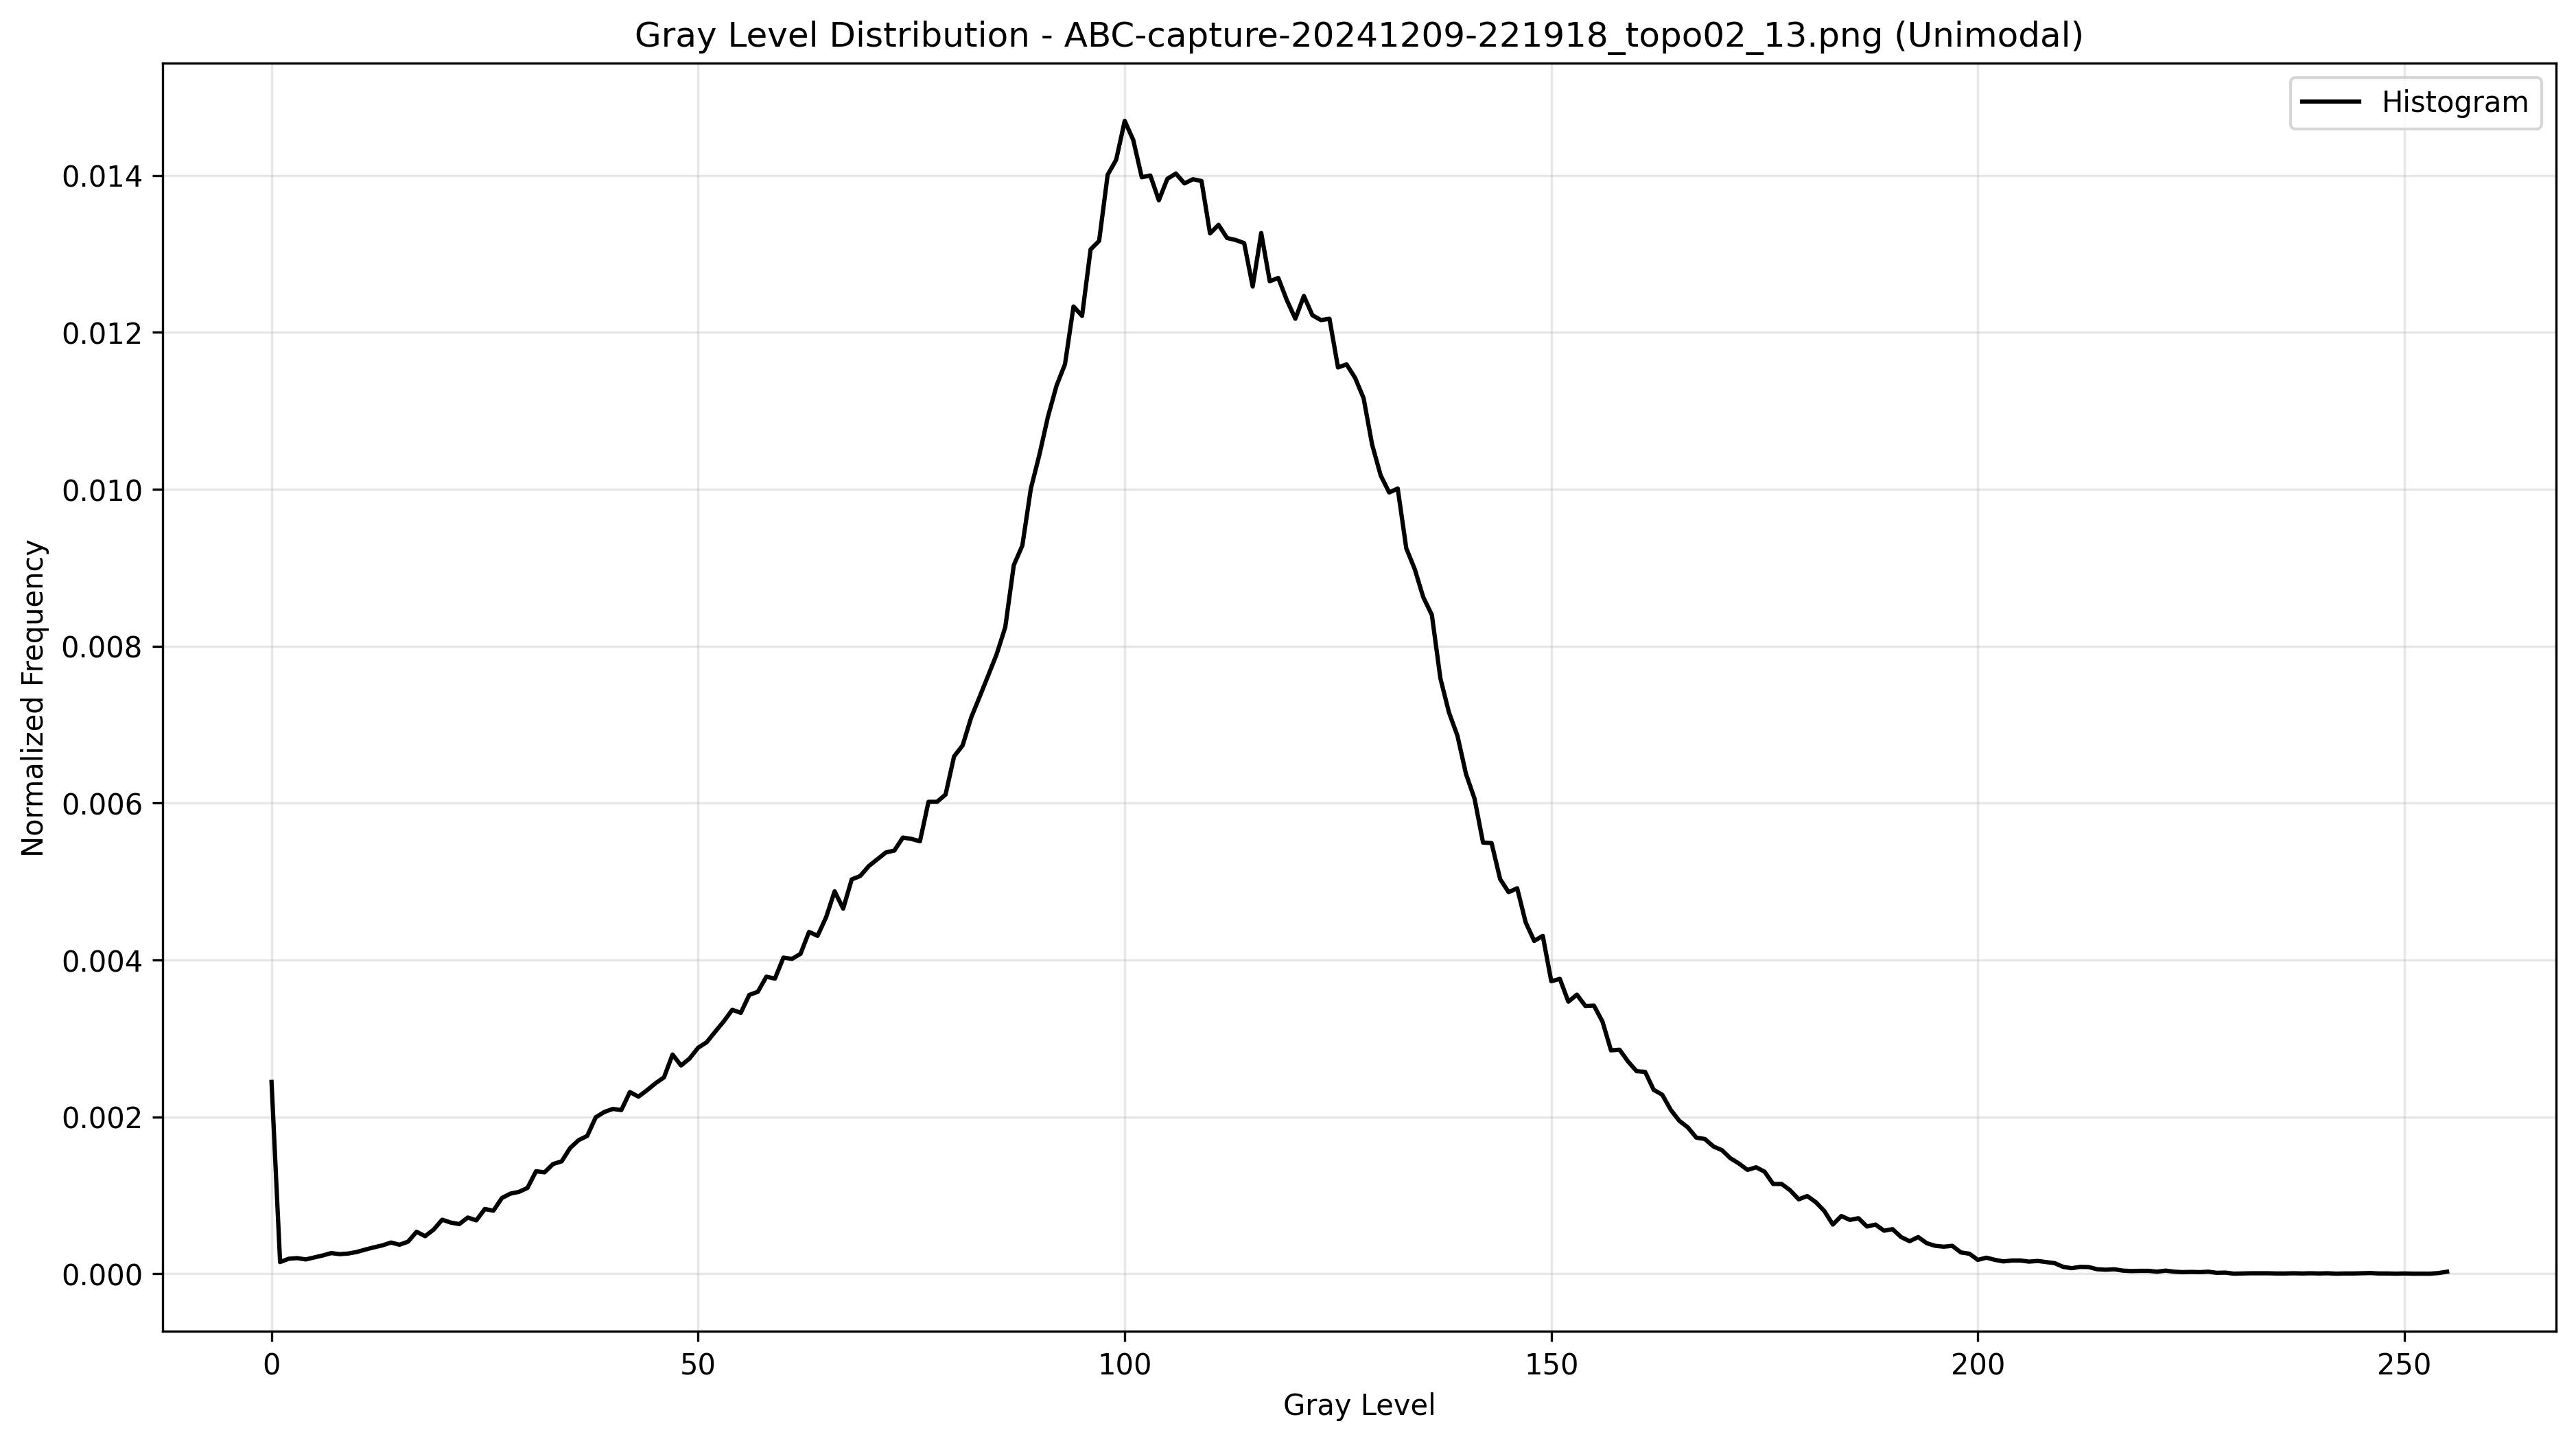 Gray Level Distribution - ABC-capture-20241209-221918_topo02_13.png (Unimodal)
Histogram
Normalized Frequency
0.014
0.012
0.010
0.008
0.006
0.004
0.002
0.000
0 50 100 150 200 250
Gray Level